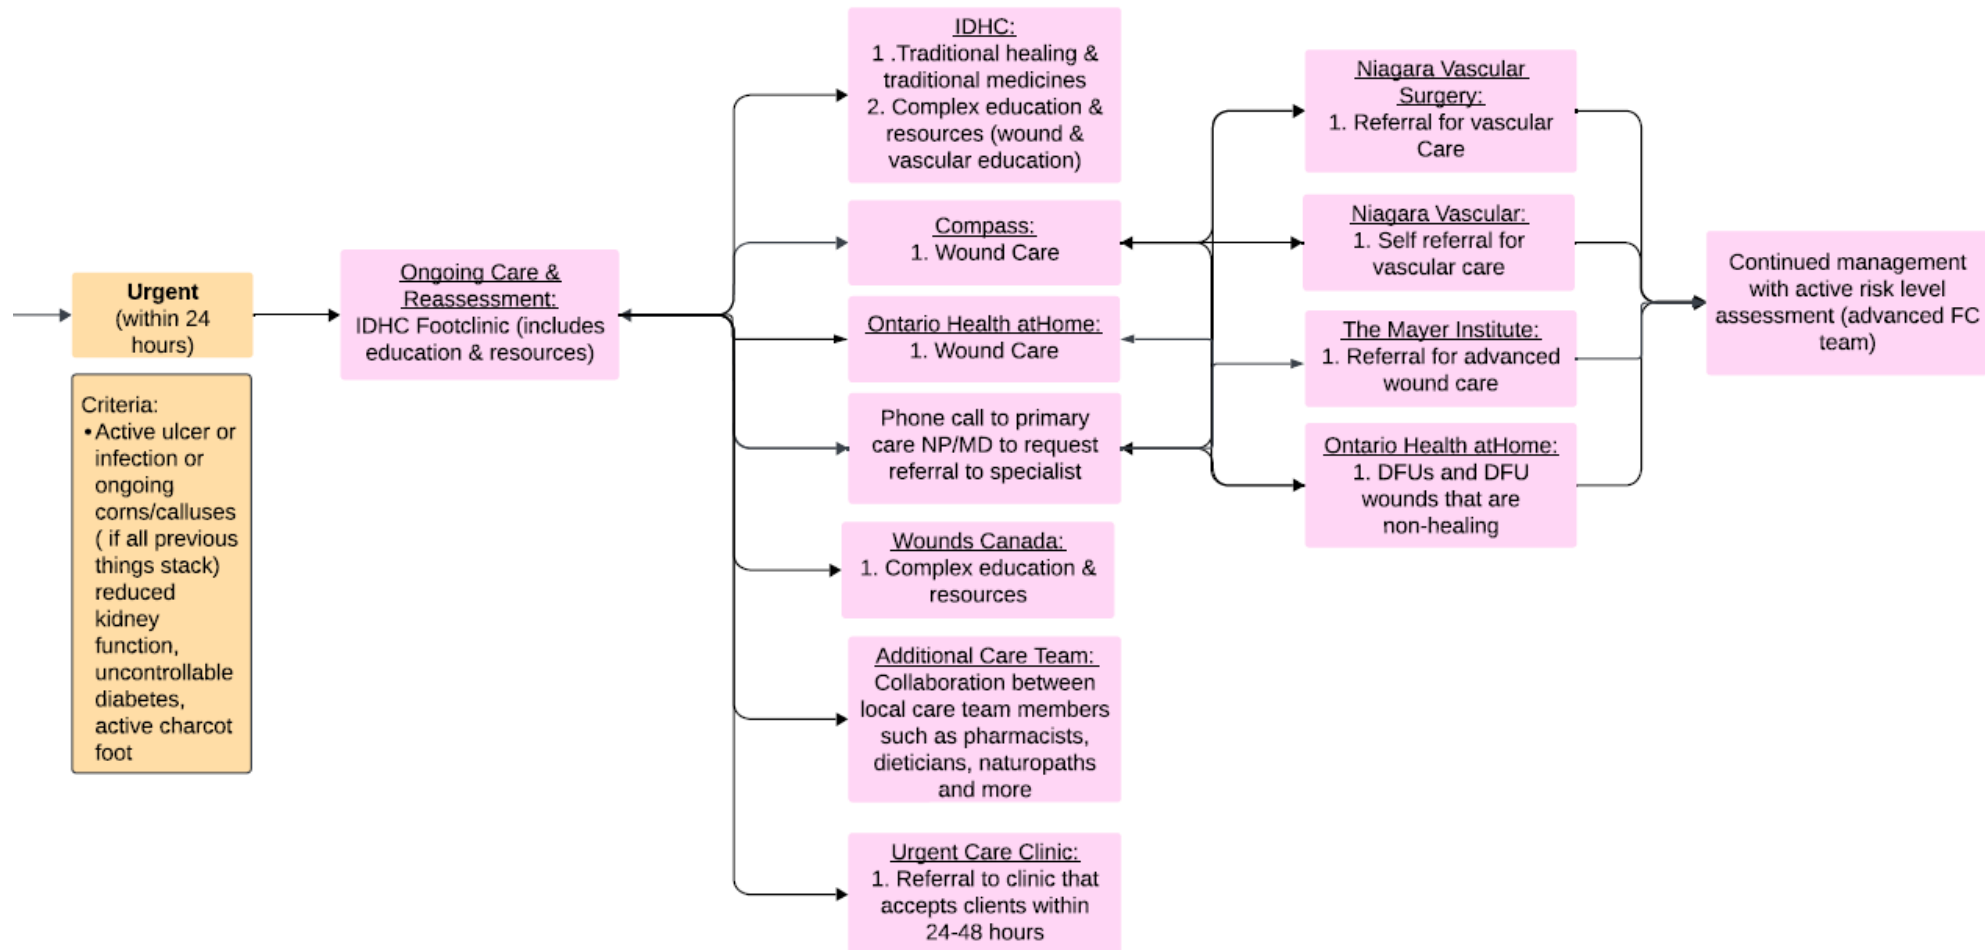 Urgent
(within 24
hours)
Criteria:
• Active ulcer or
infection or
ongoing
corns/calluses
( if all previous
things stack)
reduced
kidney
function,
uncontrollable
diabetes,
active charcot
foot
Ongoing Care &
Reassessment:
IDHC Footclinic (includes
education & resources)
IDHC:
1 .Traditional healing &
traditional medicines
2. Complex education &
resources (wound &
vascular education)
Compass:
1. Wound Care
Ontario Health atHome:
1. Wound Care
Phone call to primary
care NP/MD to request
referral to specialist
Wounds Canada:
1. Complex education &
resources
Additional Care Team:
Collaboration between
local care team members
such as pharmacists,
dieticians, naturopaths
and more
Urgent Care Clinic:
1. Referral to clinic that
accepts clients within
24-48 hours
Niagara Vascular
Surgery:
1. Referral for vascular
Care
Niagara Vascular:
1. Self referral for
vascular care
The Mayer Institute:
1. Referral for advanced
wound care
Ontario Health atHome:
1. DFUs and DFU
wounds that are
non-healing
Continued management
with active risk level
assessment (advanced FC
team)